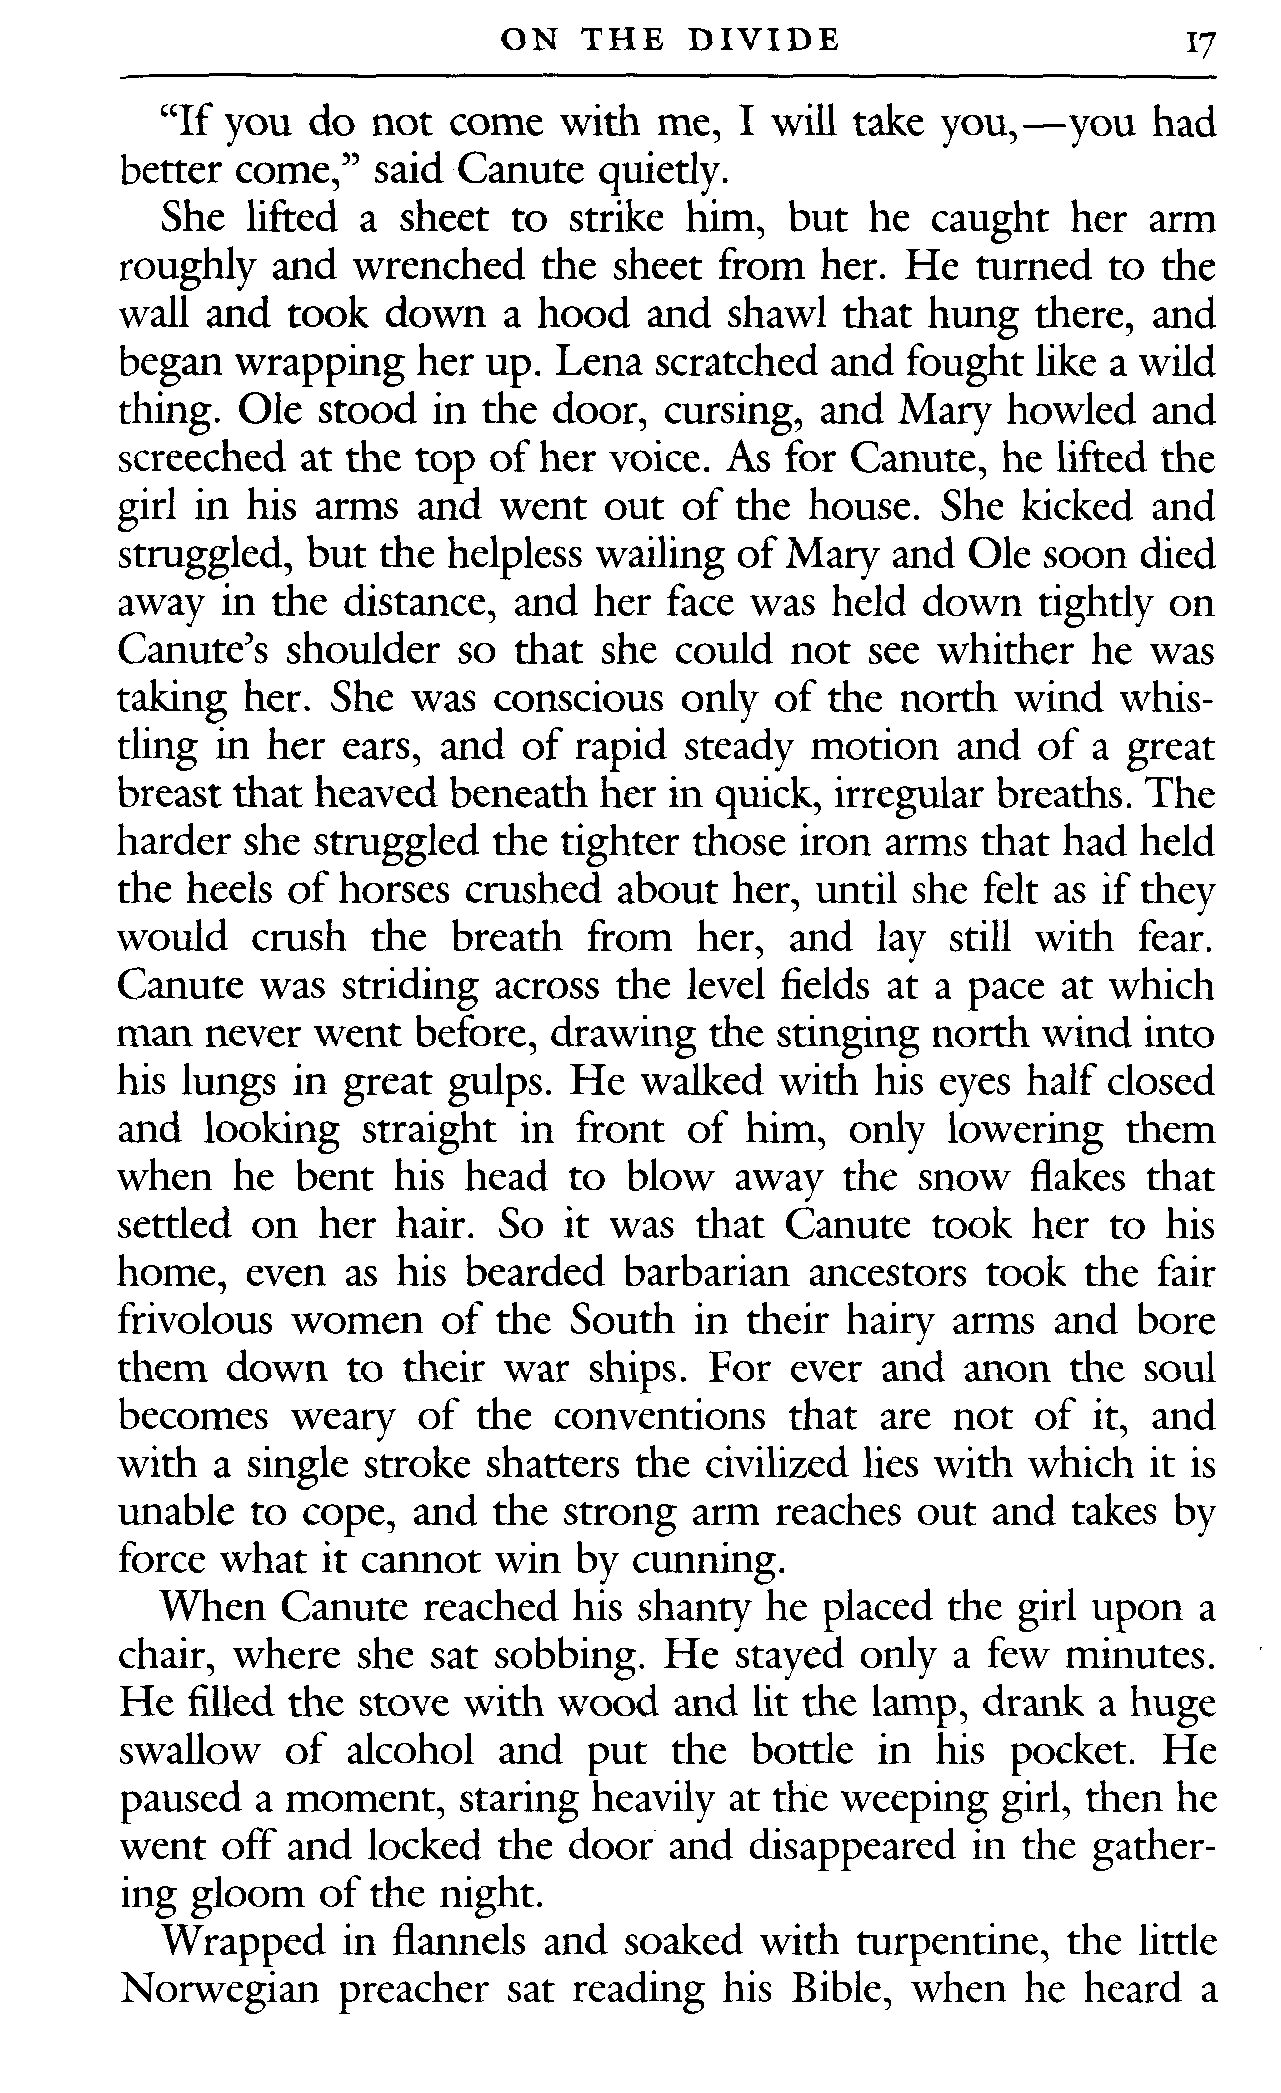 ON THE DIVIDE 17
“If you do not come with me, I will take you,—you had
better come,” said Canute quietly.
She lifted a sheet to strike him, but he caught her arm
roughly and wrenched the sheet from her. He turned to the
wall and took down a hood and shawl that hung there, and
began wrapping her up. Lena scratched and fought like a wild
thing. Ole stood in the door, cursing, and Mary howled and
screeched at the top of her voice. As for Canute, he lifted the
girl in his arms and went out of the house. She kicked and
struggled, but the helpless wailing of Mary and Ole soon died
away in the distance, and her face was held down tightly on
Canute’s shoulder so that she could not see whither he was
taking her. She was conscious only of the north wind whis-
tling in her ears, and of rapid steady motion and of a great
breast that heaved beneath her in quick, irregular breaths. The
harder she struggled the tighter those iron arms that had held
the heels of horses crushed about her, until she felt as if they
would crush the breath from her, and lay still with fear.
Canute was striding across the level fields at a pace at which
man never went before, drawing the stinging north wind into
his lungs in great gulps. He walked with his eyes half closed
and looking straight in front of him, only lowering them
when he bent his head to blow away the snow flakes that
settled on her hair. So it was that Canute took her to his
home, even as his bearded barbarian ancestors took the fair
frivolous women of the South in their hairy arms and bore
them down to their war ships. For ever and anon the soul
becomes weary of the conventions that are not of it, and
with a single stroke shatters the civilized lies with which it is
unable to cope, and the strong arm reaches out and takes by
force what it cannot win by cunning.
When Canute reached his shanty he placed the girl upon a
chair, where she sat sobbing. He stayed only a few minutes.
He filled the stove with wood and lit the lamp, drank a huge
swallow of alcohol and put the bottle in his pocket. He
paused a moment, staring heavily at the weeping girl, then he
went off and locked the door and disappeared in the gather-
ing gloom of the night.
Wrapped in flannels and soaked with turpentine, the little
Norwegian preacher sat reading his Bible, when he heard a